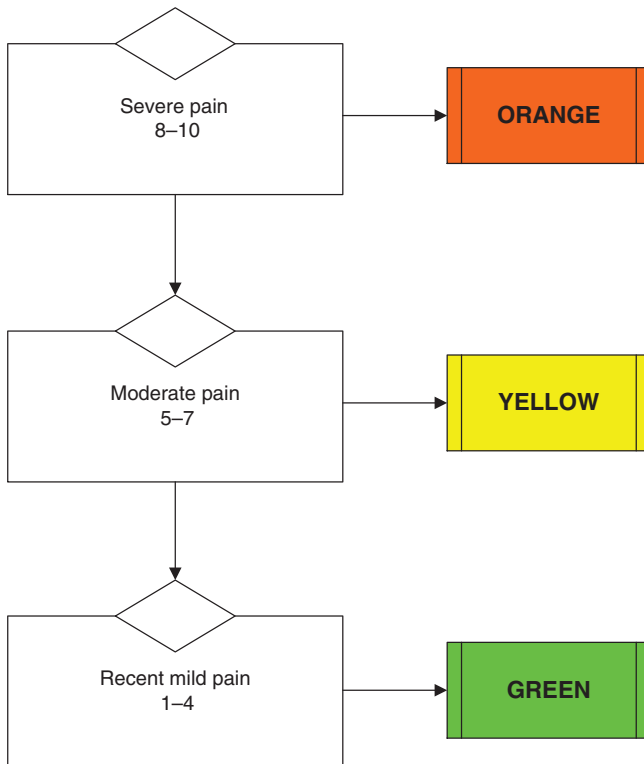 Severe pain
8–10
ORANGE
Moderate pain
5–7
YELLOW
Recent mild pain
1–4
GREEN